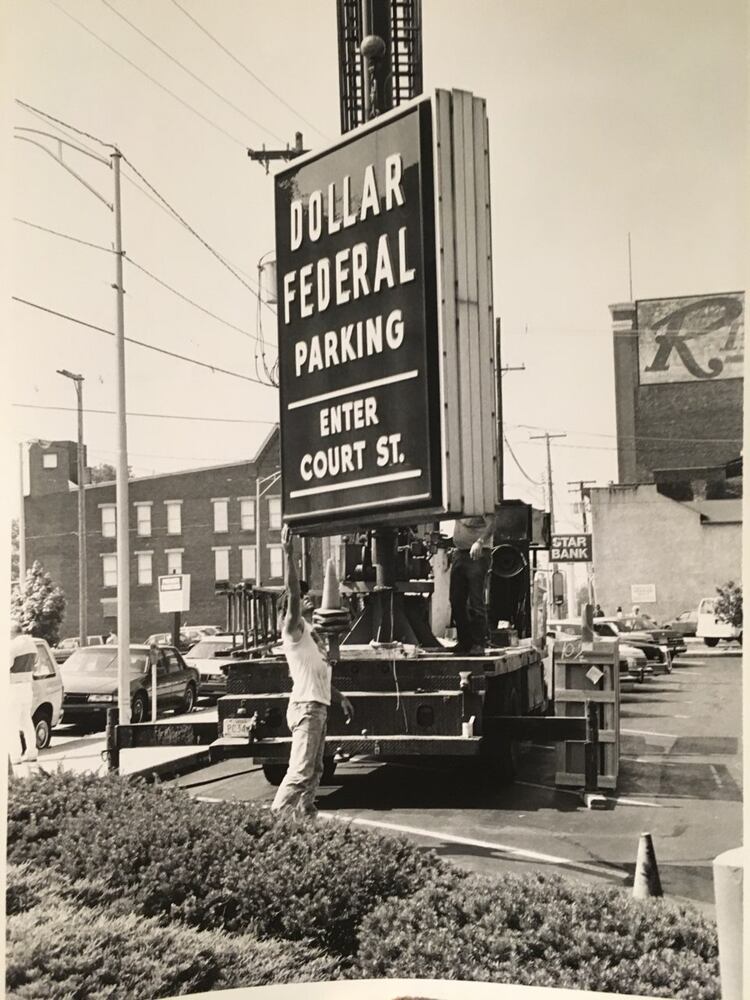 DOLLAR
FEDERAL
PARKING
ENTER
COURT ST.
STAR
BANK